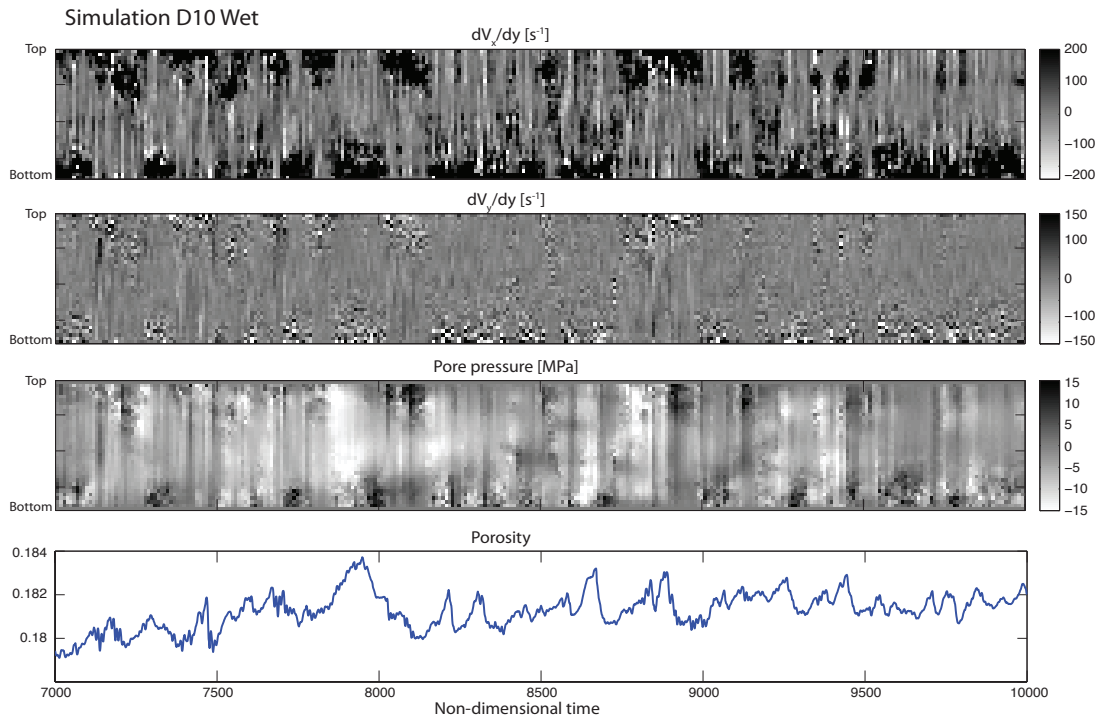 Simulation D10 Wet
dVx/dy [s-1]
Top
Bottom
200
100
0
−100
−200
dVy/dy [s-1]
Top
Bottom
150
100
0
−100
−150
Pore pressure [MPa]
Top
Bottom
15
10
5
0
−5
−10
−15
Porosity
0.184
0.182
0.18
7000 7500 8000 8500 9000 9500 10000
Non-dimensional time